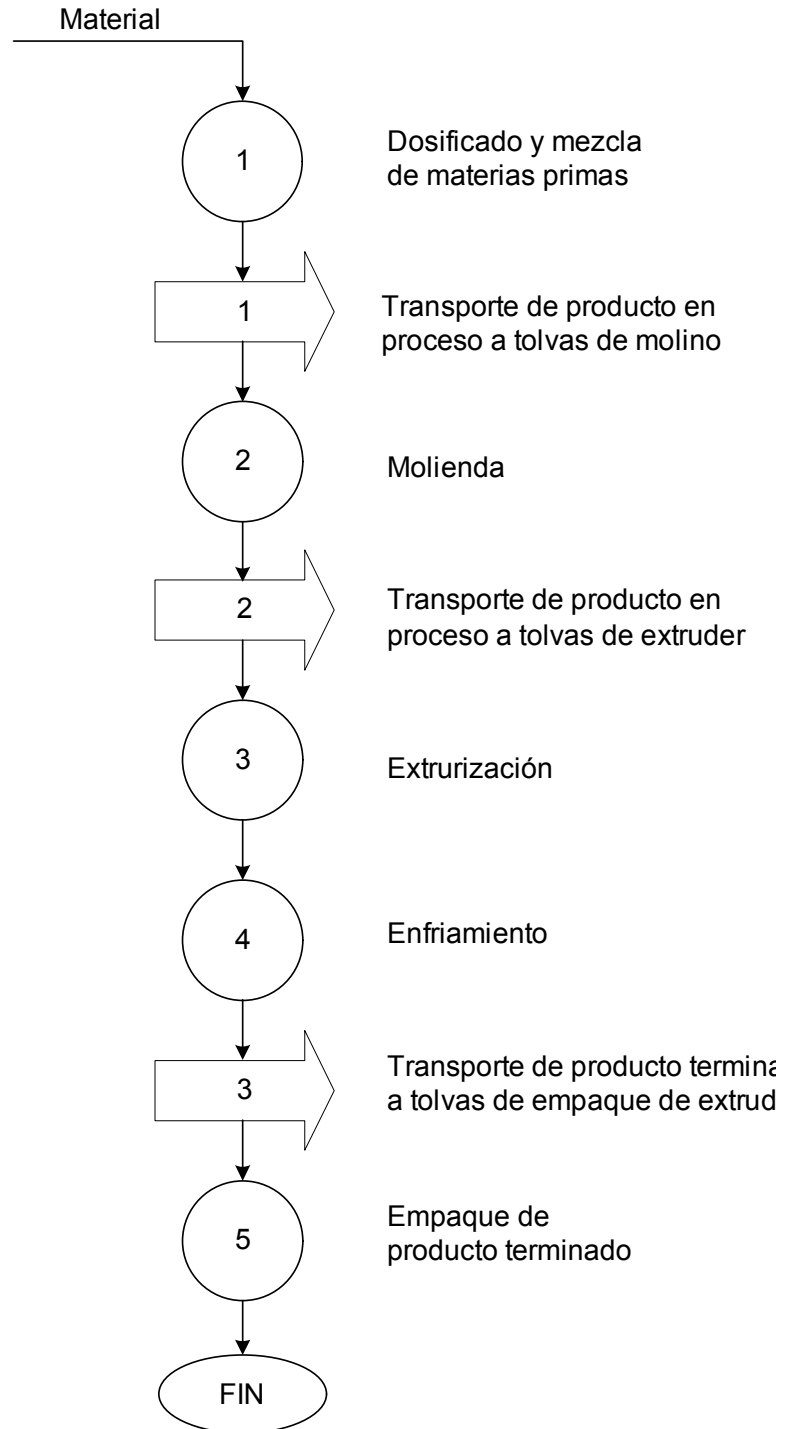 Material
1
Dosificado y mezcla
de materias primas
1
Transporte de producto en
proceso a tolvas de molino
2
Molienda
2
Transporte de producto en
proceso a tolvas de extruder
3
Extrurización
4
Enfriamiento
3
Transporte de producto termina
a tolvas de empaque de extrud
5
Empaque de
producto terminado
FIN